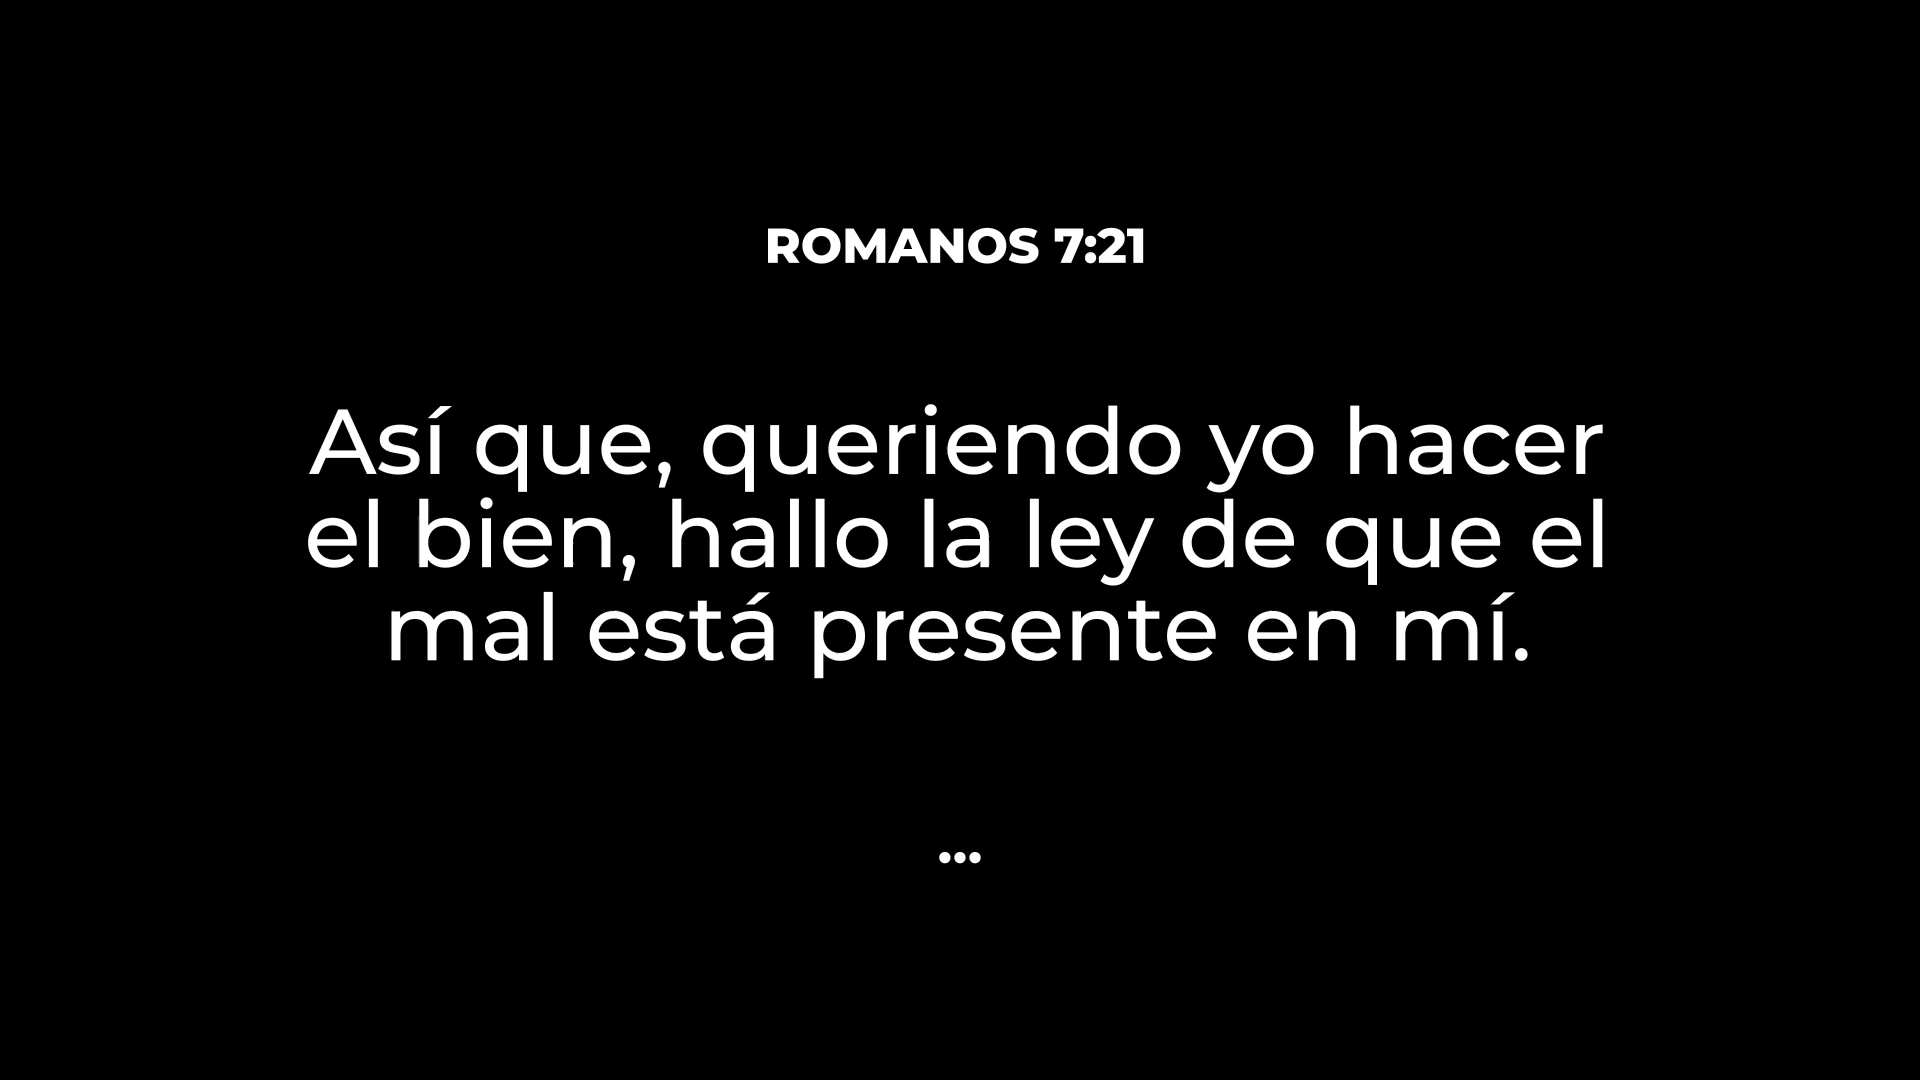 ROMANOS 7:21
Así que, queriendo yo hacer
el bien, hallo la ley de que el
mal está presente en mí.
...